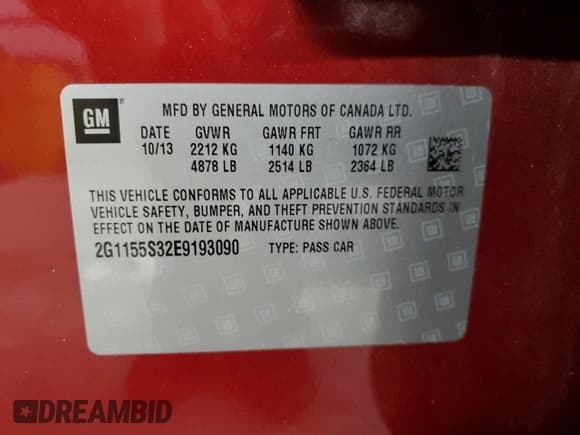 GM
MFD BY GENERAL MOTORS OF CANADA LTD.
DATE GVWR GAWR FRT GAWR RR
10/13 2212 KG 1140 KG 1072 KG
4878 LB 2514 LB 2364 LB
THIS VEHICLE CONFORMS TO ALL APPLICABLE U.S. FEDERAL MOTOR
VEHICLE SAFETY, BUMPER, AND THEFT PREVENTION STANDARDS IN
EFFECT ON THE DATE OF MANUFACTURE SHOWN ABOVE.
2G1155S32E9193090 TYPE: PASS CAR
DREAMBID